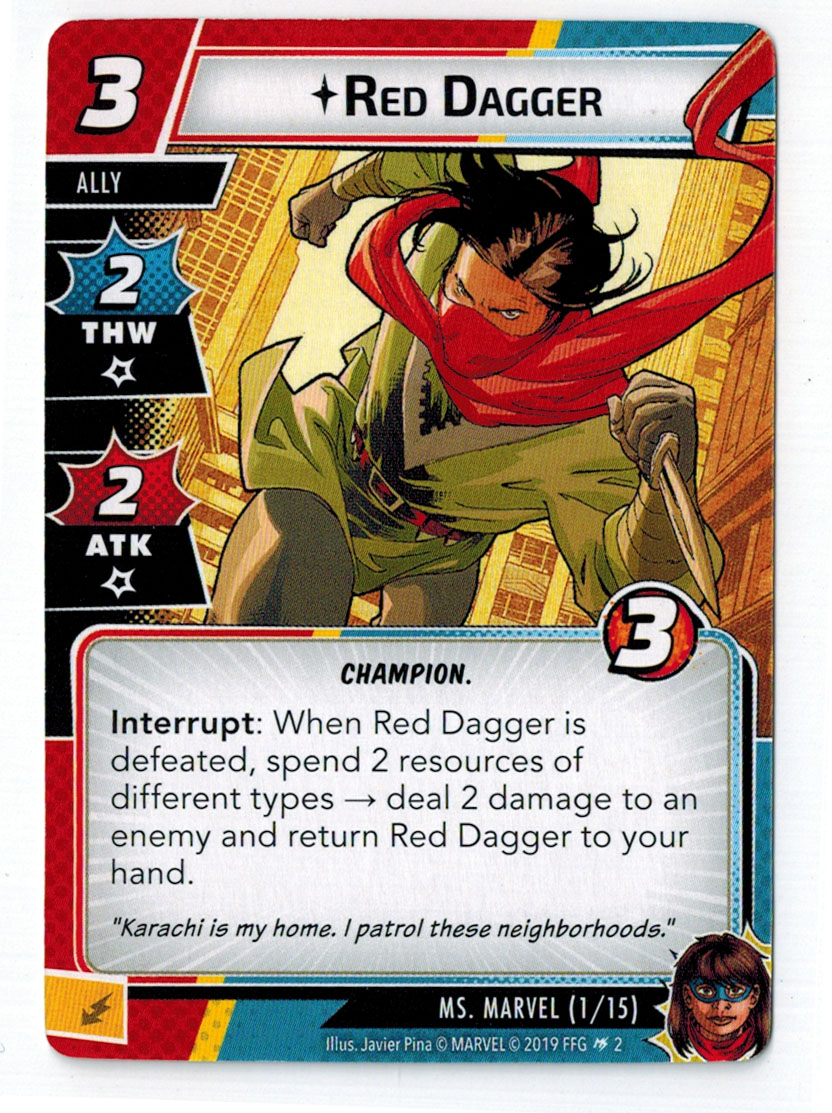 3
RED DAGGER
ALLY
2
THW
2
ATK
3
CHAMPION.
Interrupt: When Red Dagger is
defeated, spend 2 resources of
different types → deal 2 damage to an
enemy and return Red Dagger to your
hand.
"Karachi is my home. I patrol these neighborhoods."
MS. MARVEL (1/15)
Illus. Javier Pina © MARVEL © 2019 FFG 2